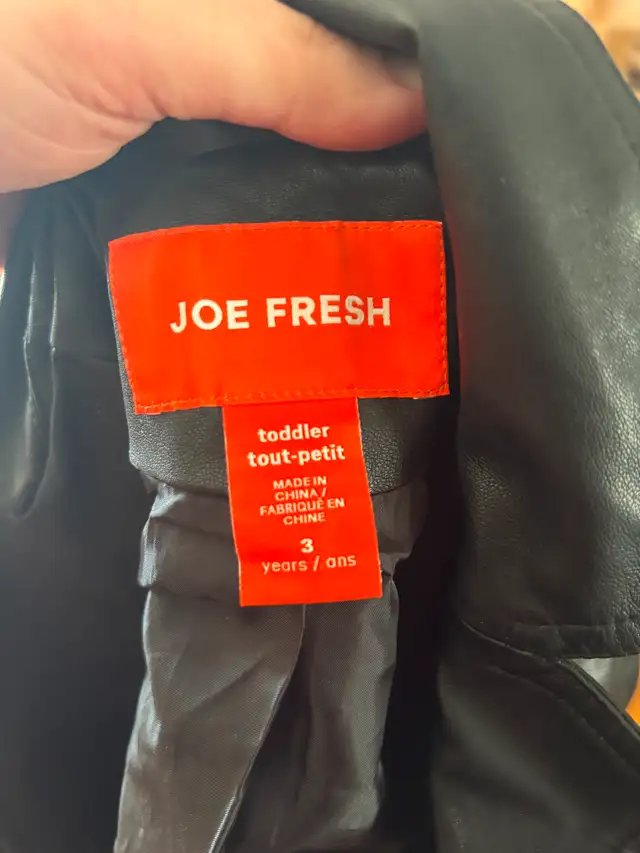 JOE FRESH
toddler
tout-petit
MADE IN
CHINA /
FABRIQUÉ EN
CHINE
3
years / ans